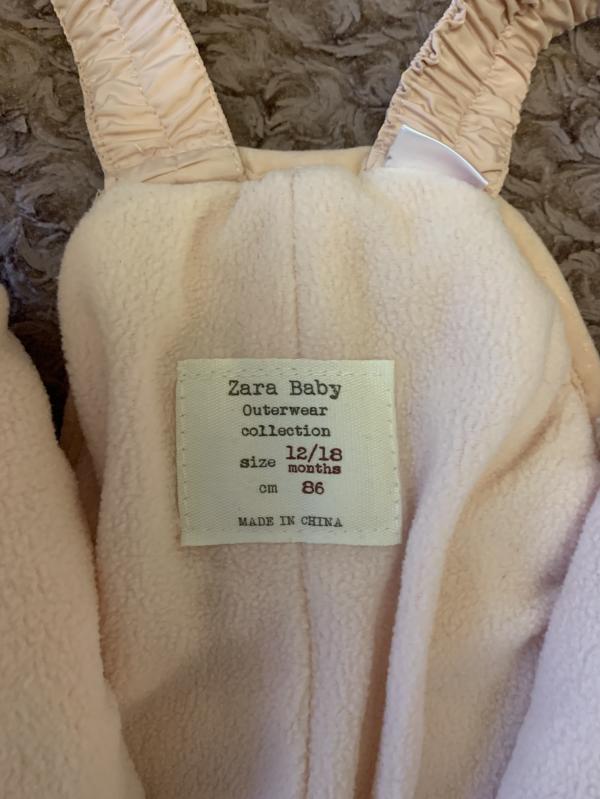 Zara Baby
Outerwear
collection
size 12/18
months
cm 86
MADE IN CHINA